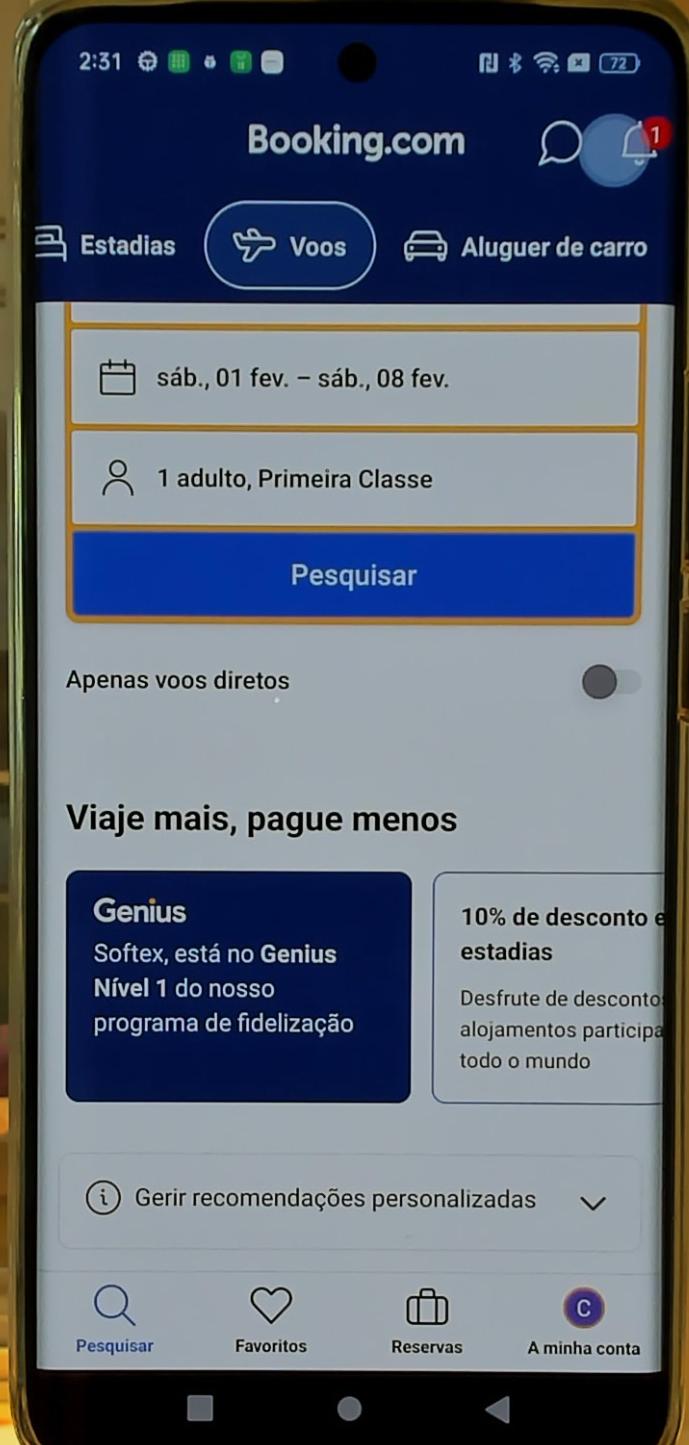 2:31
72
Booking.com
1
Estadias
Voos
Aluguer de carro
sáb., 01 fev. – sáb., 08 fev.
1 adulto, Primeira Classe
Pesquisar
Apenas voos diretos
Viaje mais, pague menos
Genius
Softex, está no Genius
Nível 1 do nosso
programa de fidelização
10% de desconto e
estadias
Desfrute de desconto
alojamentos participa
todo o mundo
Gerir recomendações personalizadas
Pesquisar
Favoritos
Reservas
C
A minha conta